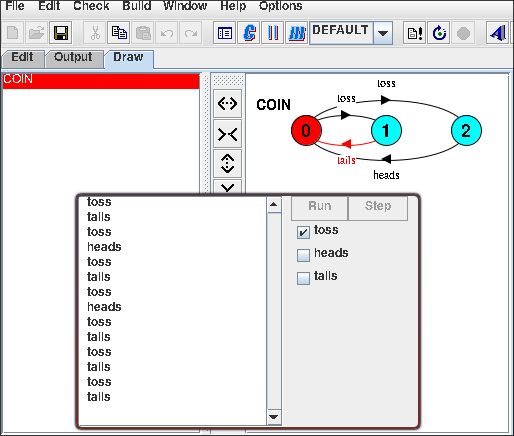 File Edit Check Build Window Help Options
DEFAULT
Edit Output Draw
COIN
toss
toss
COIN
0 1 2
tails
heads
toss
tails
toss
heads
toss
tails
toss
heads
toss
tails
toss
tails
toss
tails
Run Step
toss
heads
tails